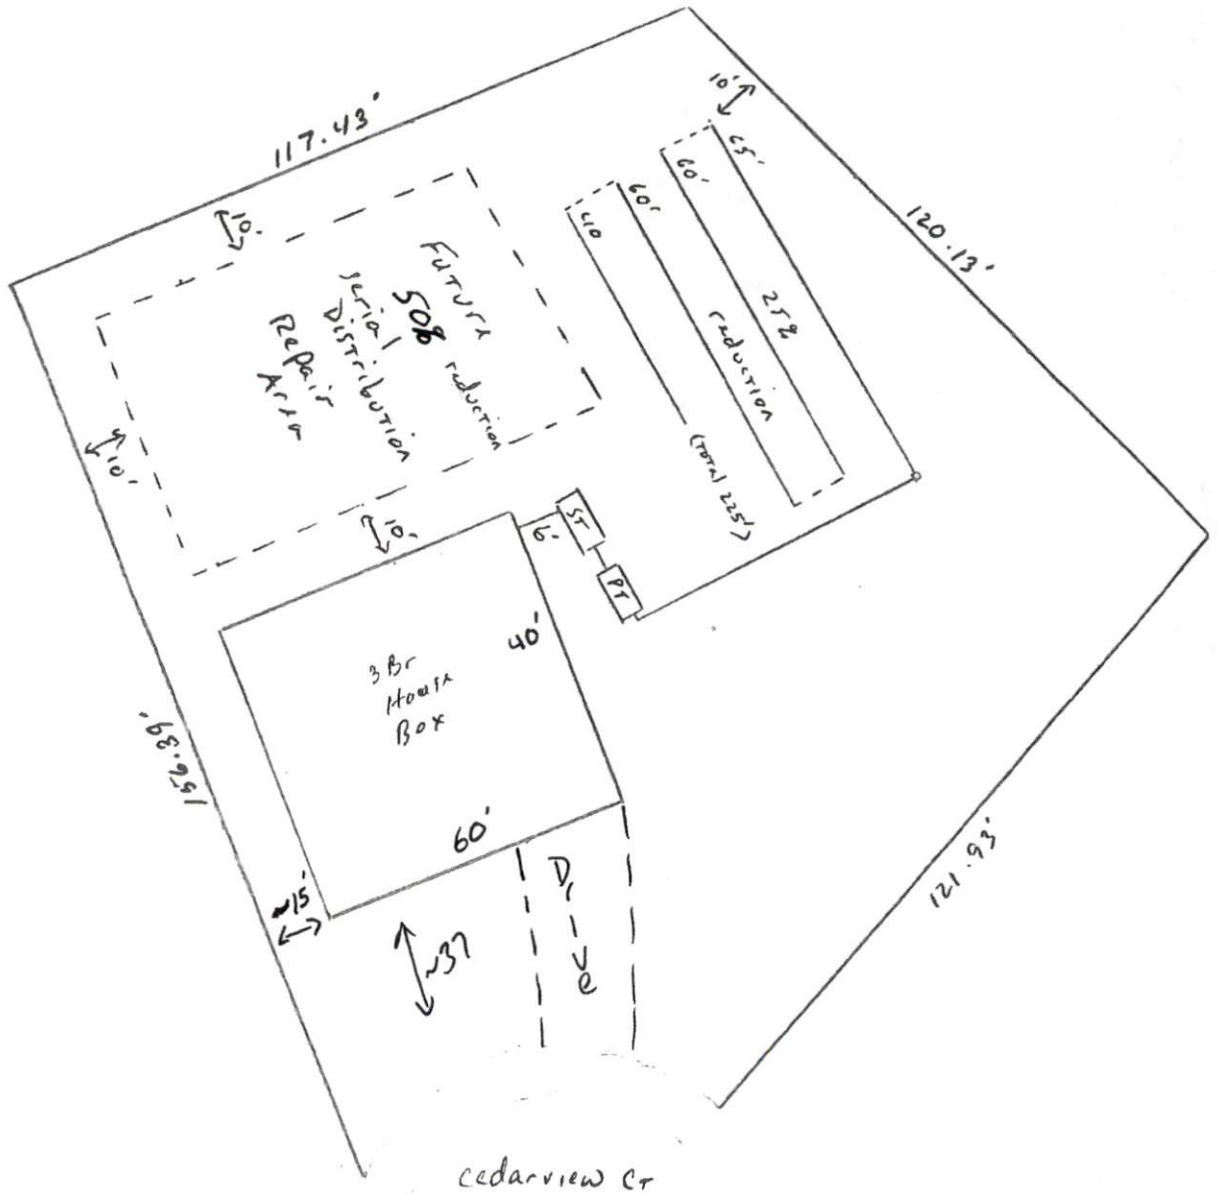 117.43'
10'
10'
65'
60'
60'
40
120.13'
25%
reduction
(TOTAL 225')
Future
50% reduction
serial
Distribution
Repair
Area
10'
10'
ST
6'
PT
40'
3 Br
House
Box
60'
156.39'
~15'
~37
Drive
121.93'
Cedarview CT